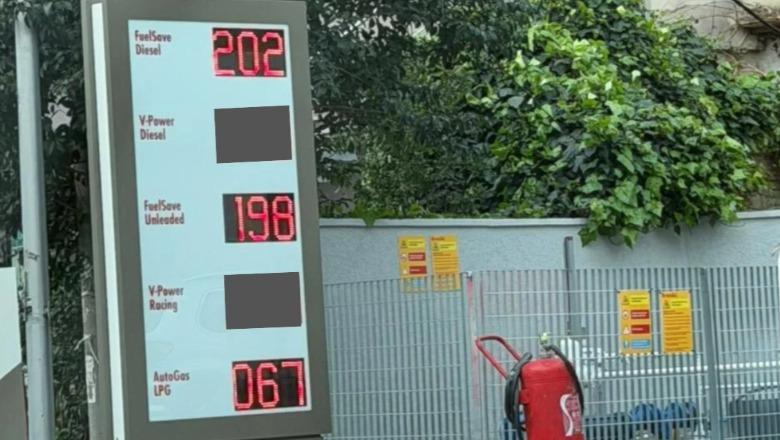 FuelSave
Diesel
202
V-Power
Diesel
FuelSave
Unleaded
198
V-Power
Racing
AutoGas
LPG
067